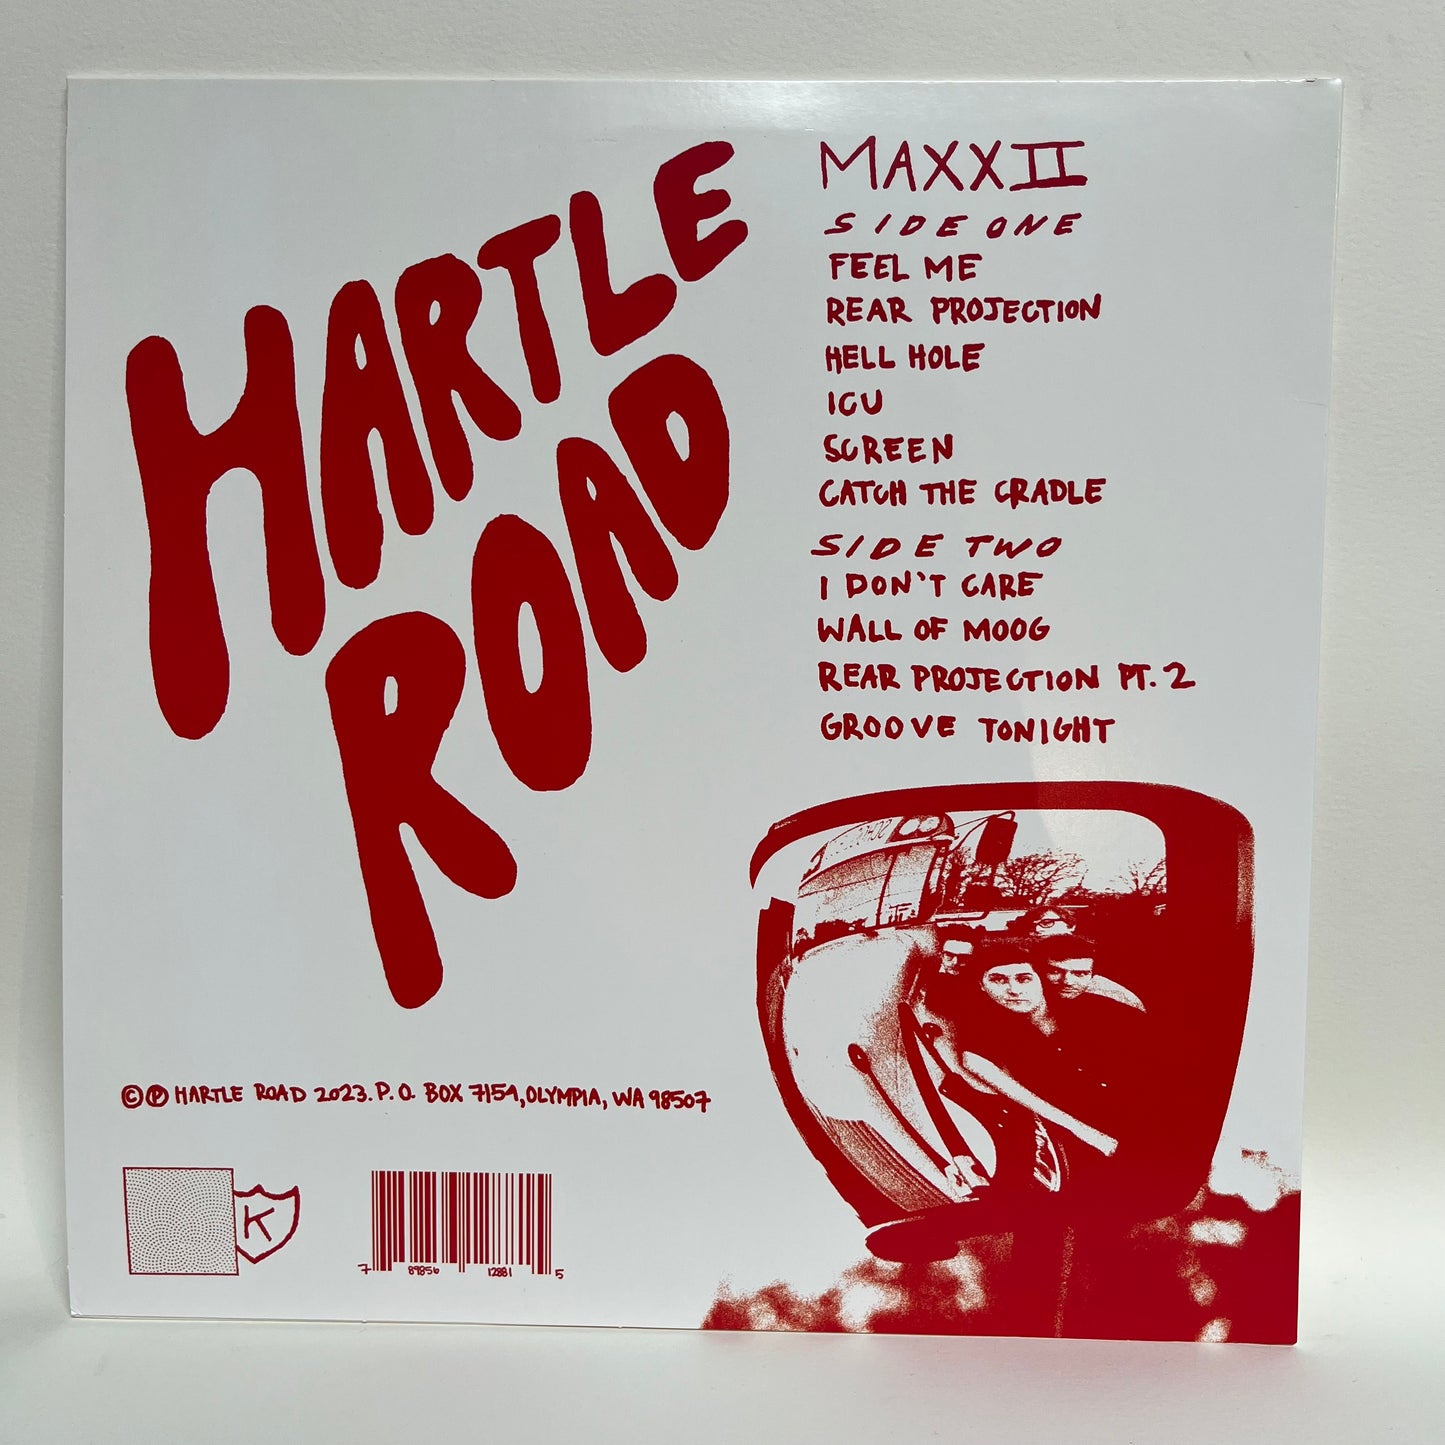 HARTLE
ROAD
MAXX II
SIDE ONE
FEEL ME
REAR PROJECTION
HELL HOLE
ICU
SCREEN
CATCH THE CRADLE
SIDE TWO
I DON'T CARE
WALL OF MOOG
REAR PROJECTION PT. 2
GROOVE TONIGHT
©℗ HARTLE ROAD 2023. P.O. BOX 7154, OLYMPIA, WA 98507
K
7 89856 12881 5